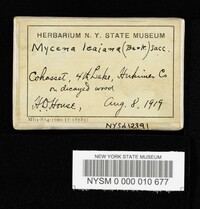 HERBARIUM N. Y. STATE MUSEUM
Mycena leaiana (Berk) Sacc.
Cohasset, 4th Lake, Herkimer Co
on decayed wood
H D House, Aug. 8, 1919
NYSd12391
NEW YORK STATE MUSEUM
NYSM 0 000 010 677